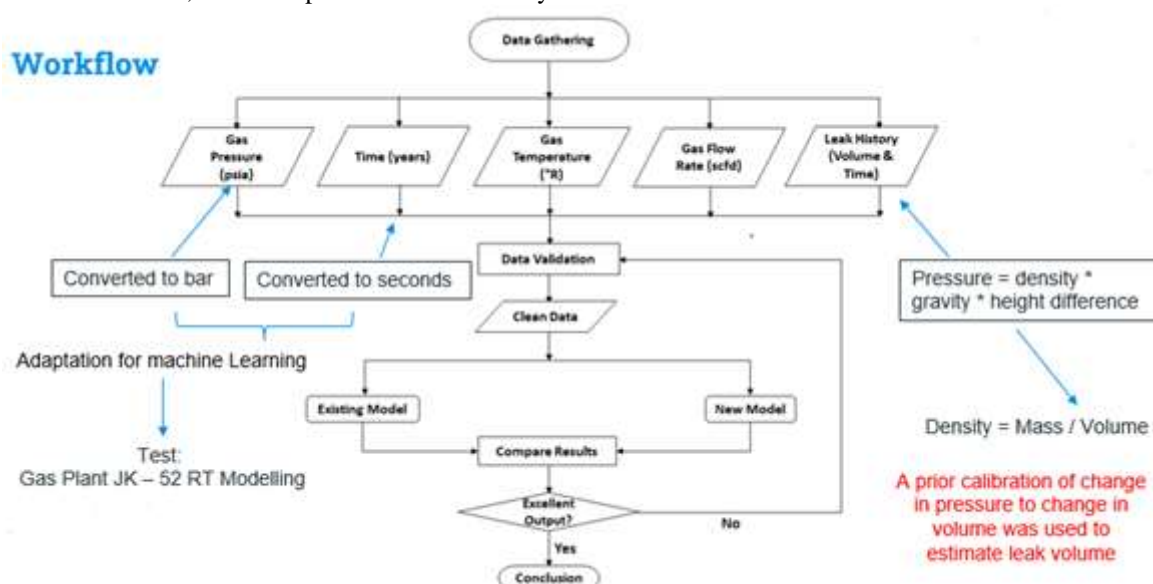 Data Gathering
Workflow
Gas
Pressure
(psia)
Time (years)
Gas
Temperature
(°R)
Gas Flow
Rate (scfd)
Leak History
(Volume &
Time)
Converted to bar
Converted to seconds
Data Validation
Pressure = density *
gravity * height difference
Clean Data
Adaptation for machine Learning
Existing Model
New Model
Density = Mass / Volume
Test:
Gas Plant JK – 52 RT Modelling
Compare Results
A prior calibration of change
in pressure to change in
volume was used to
estimate leak volume
Excellent
Output?
No
Yes
Conclusion